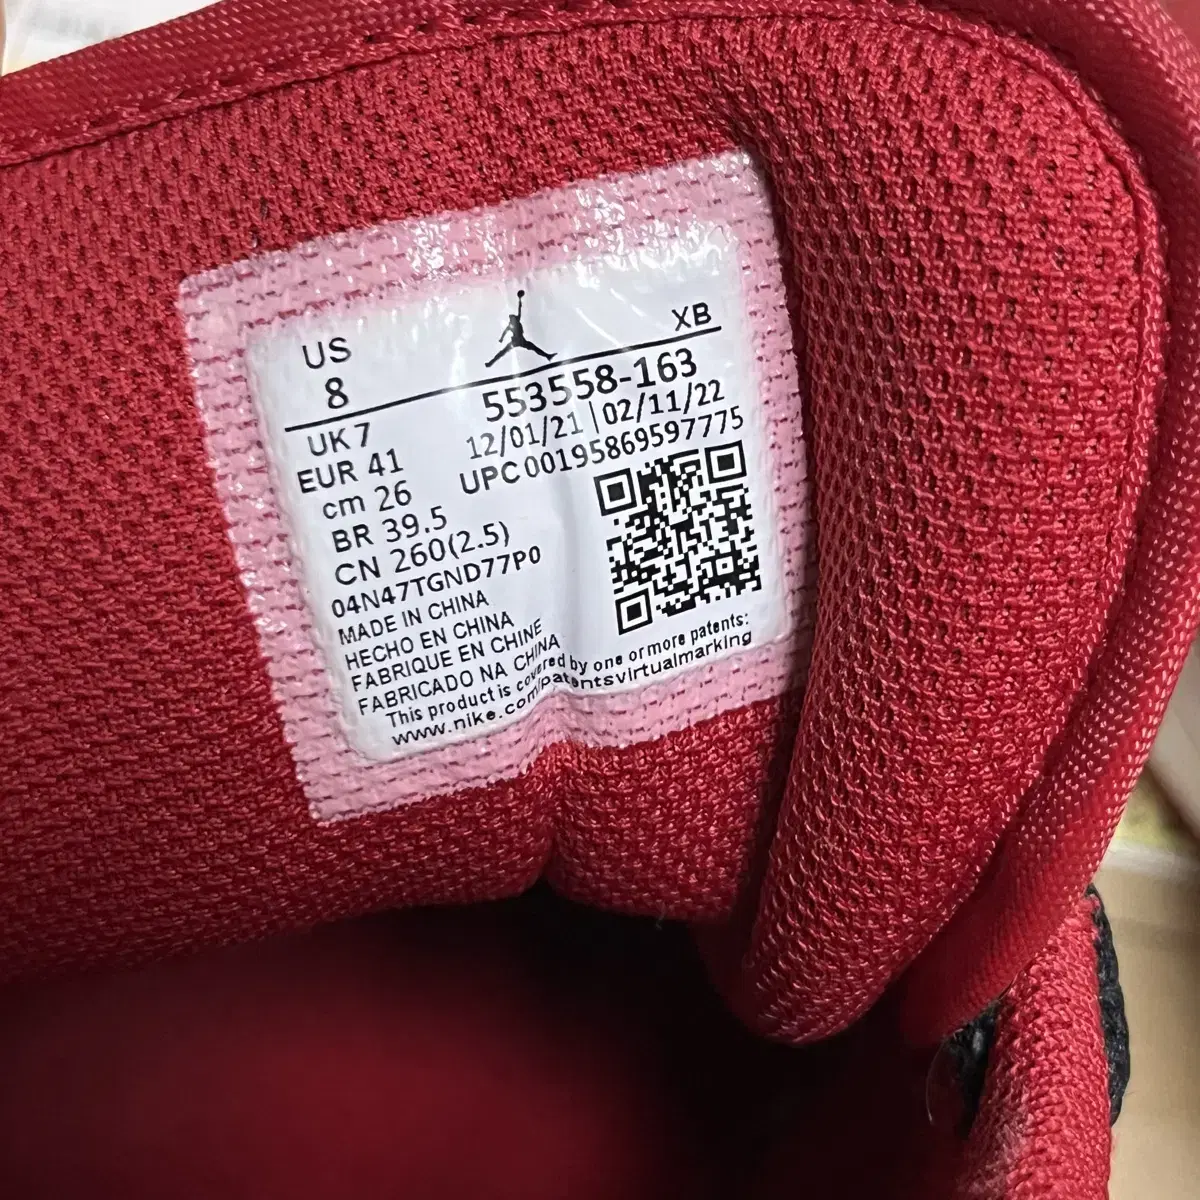 US
8
XB
553558-163
12/01/21 | 02/11/22
UPC 00195869597775
UK 7
EUR 41
cm 26
BR 39.5
CN 260(2.5)
04N47TGND77P0
MADE IN CHINA
HECHO EN CHINA
FABRIQUE EN CHINE
FABRICADO NA CHINA
This product is covered by one or more patents:
www.nike.com/patentsvirtualmarking